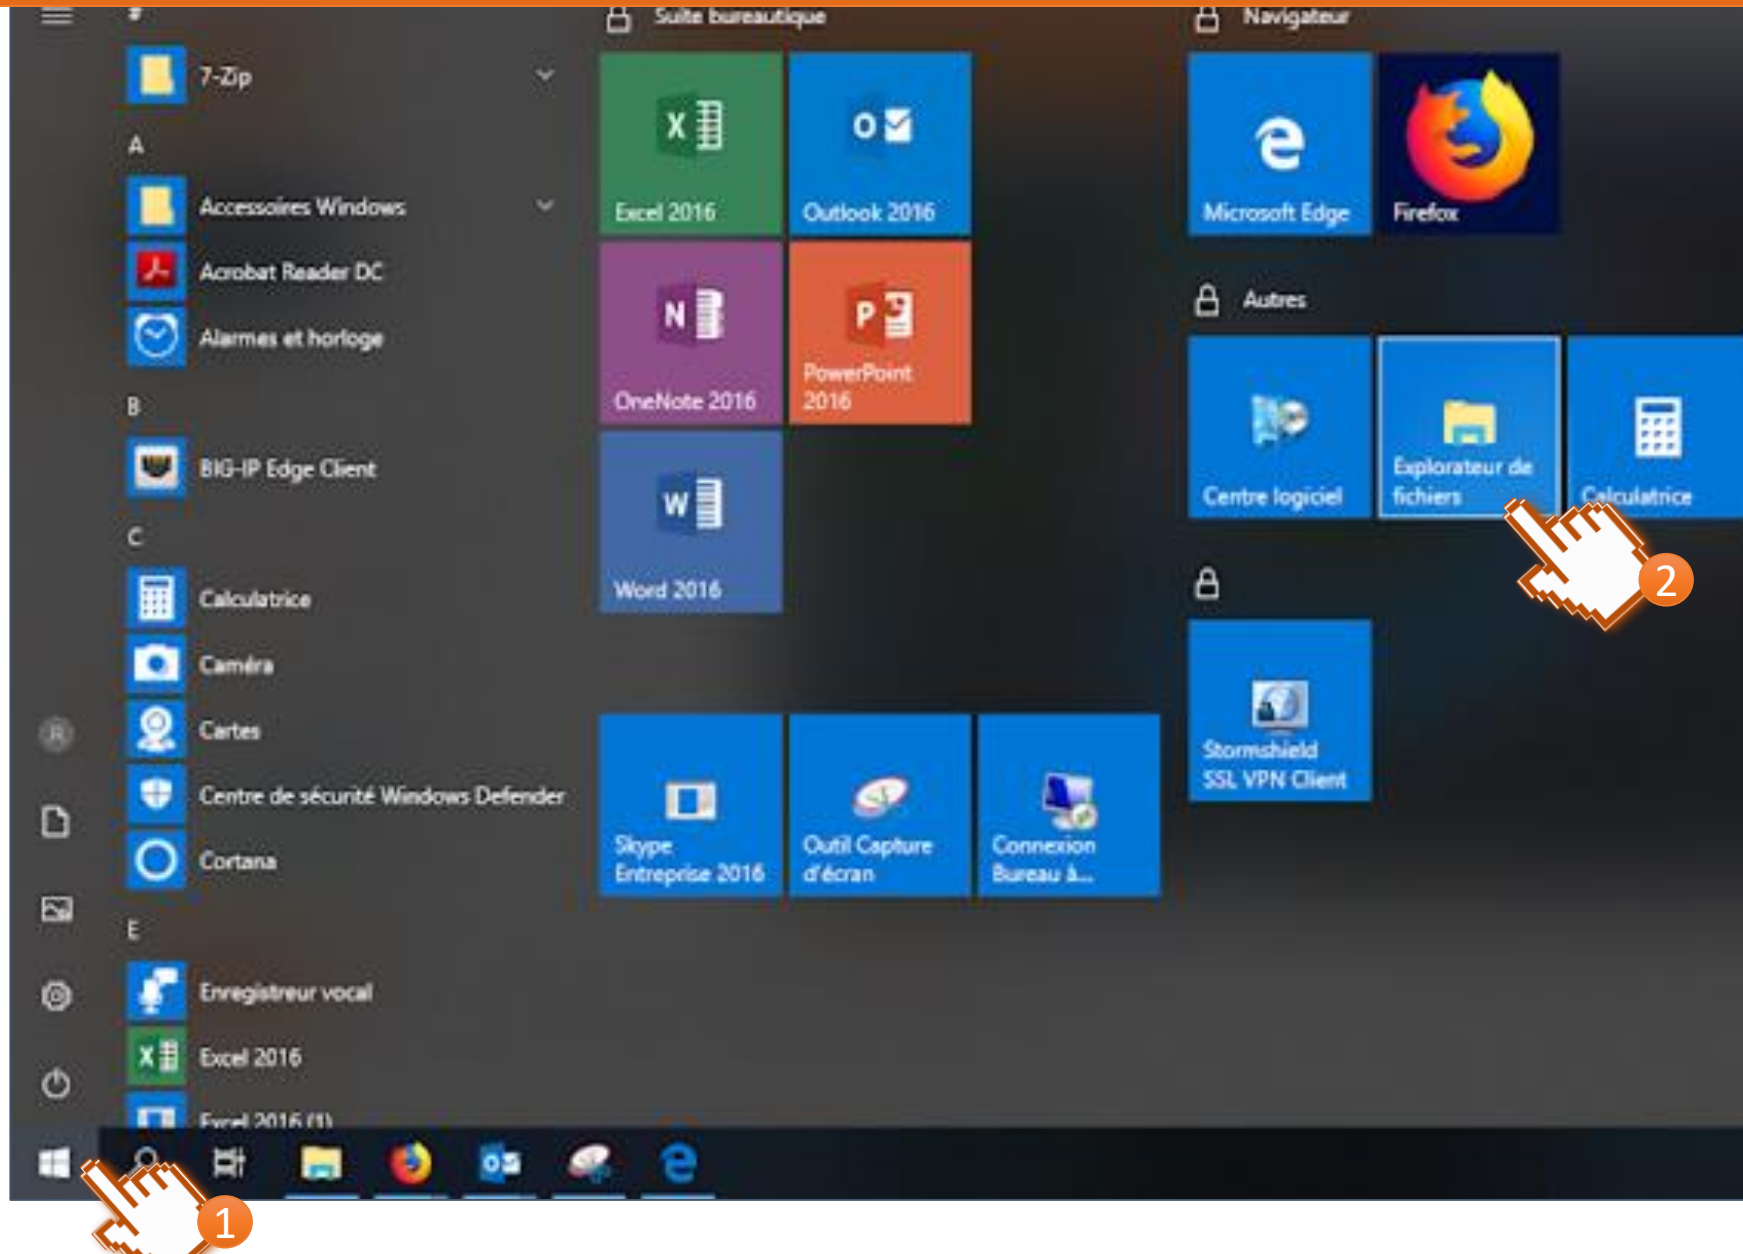 #
7-Zip
A
Accessoires Windows
Acrobat Reader DC
Alarmes et horloge
B
BIG-IP Edge Client
C
Calculatrice
Caméra
Cartes
Centre de sécurité Windows Defender
Cortana
E
Enregistreur vocal
Excel 2016
Excel 2016 (1)
Suite bureautique
Excel 2016
Outlook 2016
OneNote 2016
PowerPoint
2016
Word 2016
Skype
Entreprise 2016
Outil Capture
d'écran
Connexion
Bureau à...
Navigateur
Microsoft Edge
Firefox
Autres
Centre logiciel
Explorateur de
fichiers
Calculatrice
2
Stormshield
SSL VPN Client
1